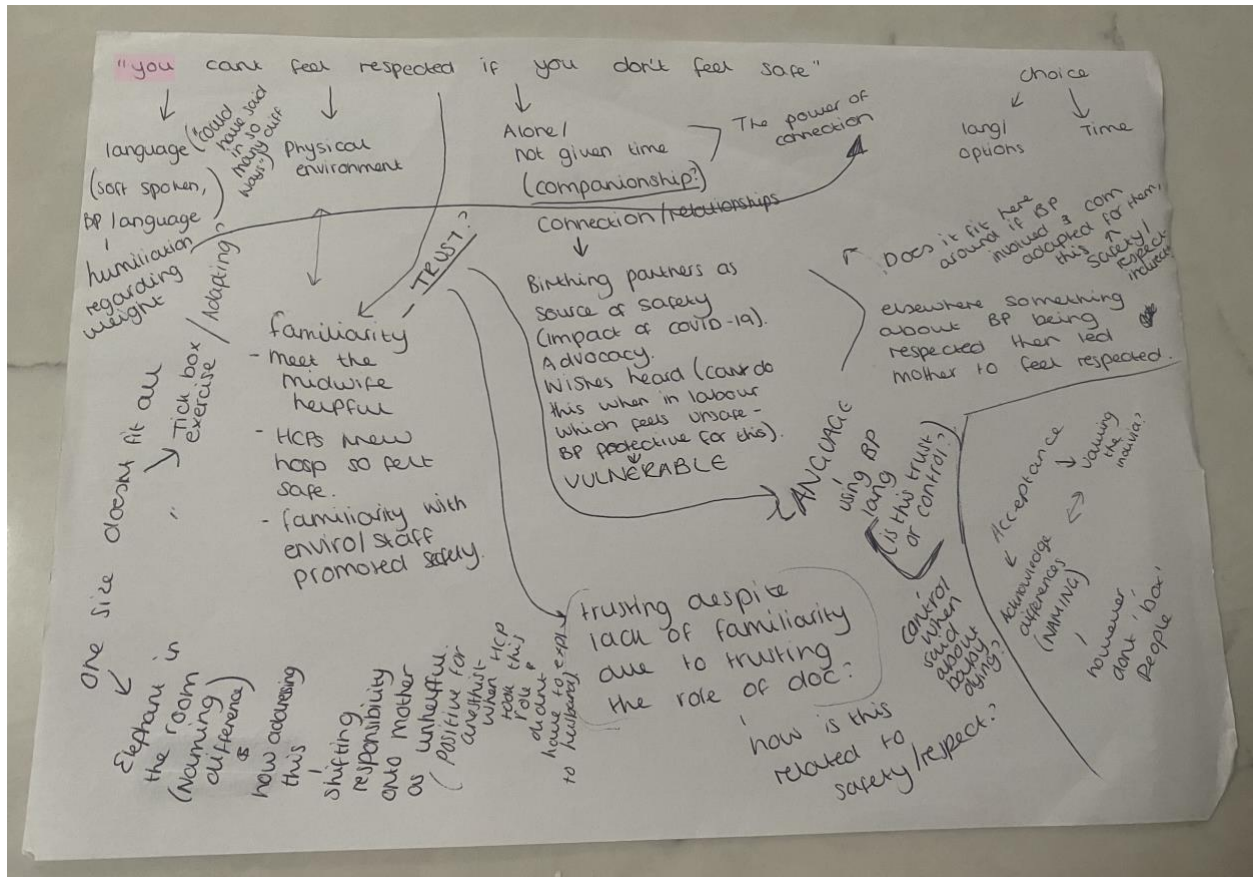 "you cant feel respected if you don't feel safe"
language
(soft spoken,
BP language
humiliation
regarding
weight
("could
have said
in so
many diff
ways"
Physical
environment
Alone/
not given time
(companionship?)
The power of
connection
choice
lang/
options
Time
connection/relationships
Birthing partners as
source of safety
(impact of COVID-19).
Advocacy.
Wishes heard (cant do
this when in labour
which feels unsafe -
BP protective for this).
VULNERABLE
Does it fit here
around if BP
involved & com
adapted for them,
this
safety/
respect
indirectly
elsewhere something
about BP being
respected then led
mother to feel respected.
- TRUST?
familiarity
- meet the
midwife
helpful
- HCPs knew
hosp so felt
safe.
- familiarity with
enviro/staff
promoted safety.
one size doesnt fit all
Tick box / Adapting?
exercise
"
Elephant in
the room
(Naming
difference)
&
how addressing
this
shifting
responsibility
onto mother
as unhelpful.
(positive for
when HCP
took this
role &
didnt
have to expl.
to husband)
LANGUAGE
using BP
lang
(is this trust
or control?)
control
when
said
about
baby
dying?
trusting despite
lack of familiarity
due to trusting
the role of doc?
how is this
related to
safety/respect?
Acceptance
valuing
the
individ?
Acknowledge
differences
(NAMING)
however
dont 'box'
People